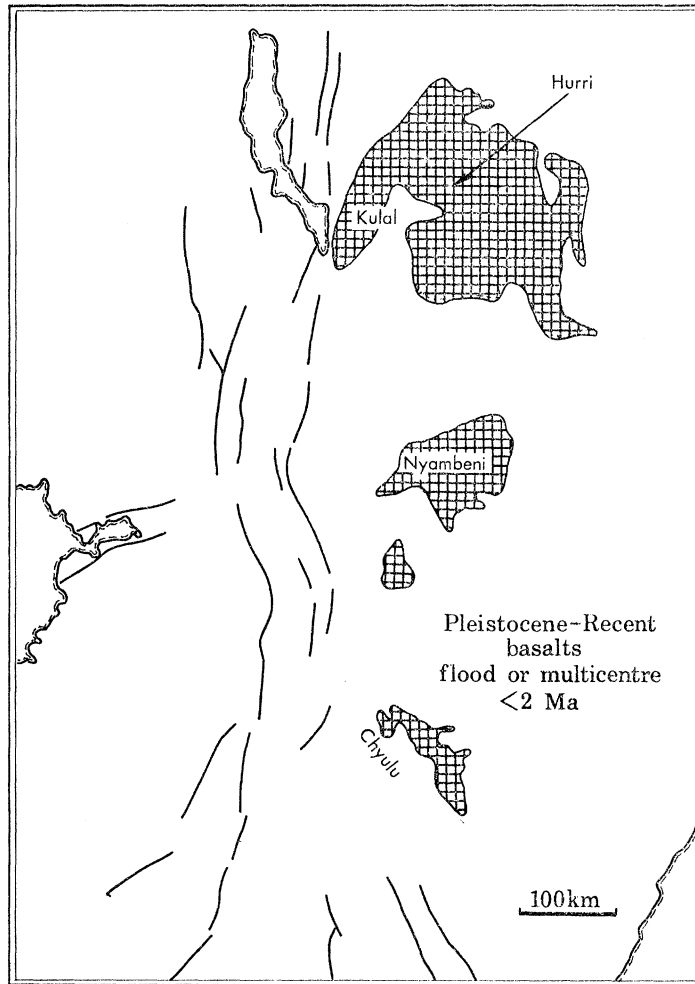 Hurri
Kulal
Nyambeni
Pleistocene-Recent
basalts
flood or multicentre
<2 Ma
Chyulu
100km